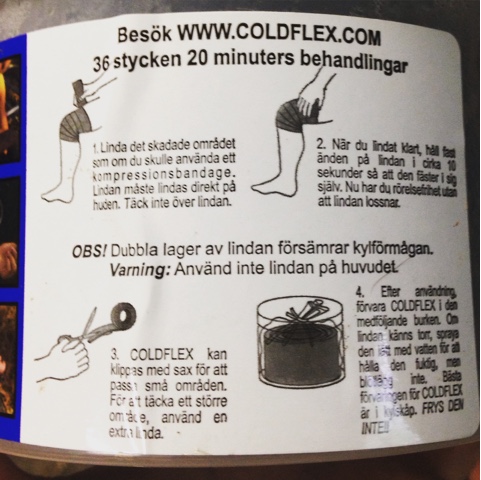 Besök WWW.COLDFLEX.COM
36 stycken 20 minuters behandlingar
1. Linda det skadade området
som om du skulle använda ett
kompressionsbandage.
Lindan måste lindas direkt på
huden. Täck inte över lindan.
2. När du lindat klart, håll fast
änden på lindan i cirka 10
sekunder så att den fäster i sig
själv. Nu har du rörelsefrihet utan
att lindan lossnar.
OBS! Dubbla lager av lindan försämrar kylförmågan.
Varning: Använd inte lindan på huvudet.
3. COLDFLEX kan
klippas med sax för att
passa små områden.
För att täcka ett större
område, använd en
extra linda.
4. Efter användning,
förvara COLDFLEX i den
medföljande burken. Om
lindan känns torr, spraya
den lätt med vatten för att
hålla den fuktig, men
blötlägg inte. Bästa
förvaringen för COLDFLEX
är i kylskåp. FRYS DEN
INTE!